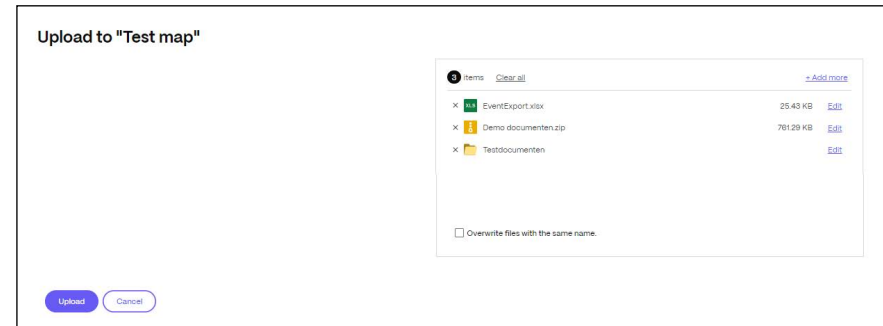 Upload to "Test map"
3 items Clear all + Add more
× XLS EventExport.xlsx 25.43 KB Edit
× Demo documenten.zip 761.29 KB Edit
× Testdocumenten Edit
Overwrite files with the same name.
Upload Cancel